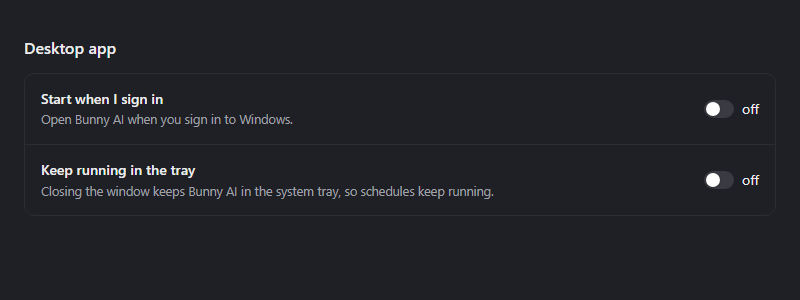 Desktop app
Start when I sign in
Open Bunny AI when you sign in to Windows.
off
Keep running in the tray
Closing the window keeps Bunny AI in the system tray, so schedules keep running.
off